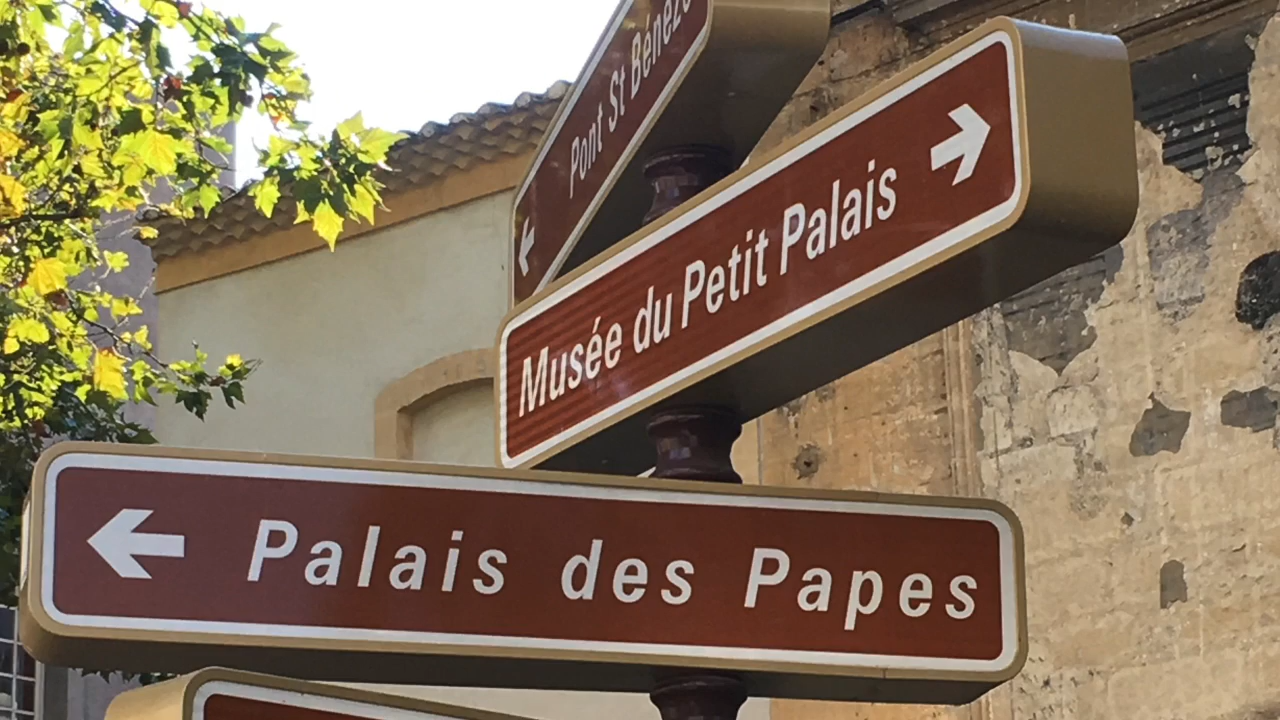 Pont St Bénezet
Musée du Petit Palais
Palais des Papes